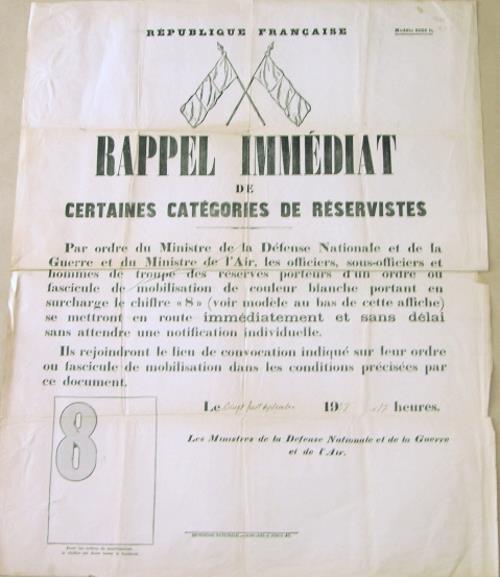 RÉPUBLIQUE FRANÇAISE
RAPPEL IMMÉDIAT
DE
CERTAINES CATÉGORIES DE RÉSERVISTES
Par ordre du Ministre de la Défense Nationale et de la
Guerre et du Ministre de l'Air, les officiers, sous-officiers et
hommes de troupe des réserves porteurs d'un ordre ou
fascicule de mobilisation de couleur blanche portant en
surcharge le chiffre «8» (voir modèle au bas de cette affiche)
se mettront en route immédiatement et sans délai
sans attendre une notification individuelle.
Ils rejoindront le lieu de convocation indiqué sur leur ordre
ou fascicule de mobilisation dans les conditions précisées par
ce document.
Le septembre 19 heures.
8
Les Ministres de la Défense Nationale et de la Guerre
et de l'Air.